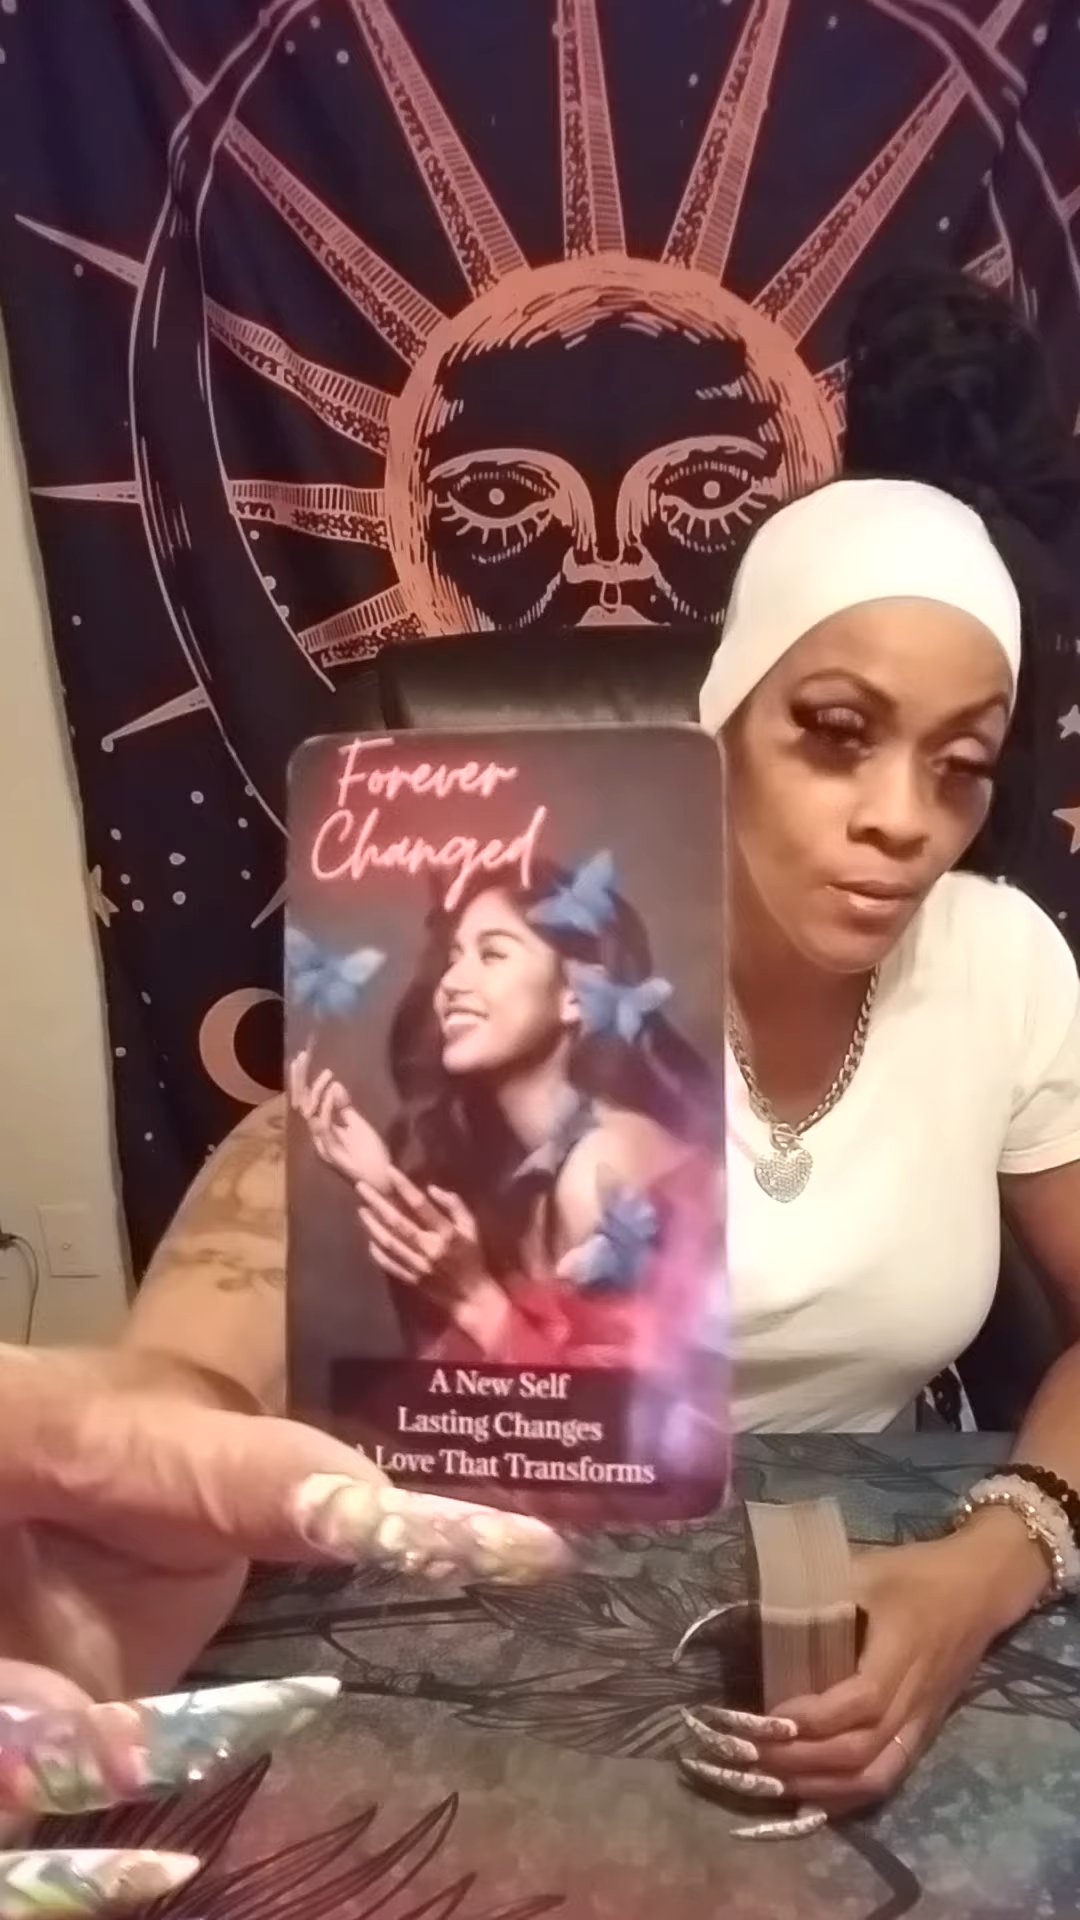 Forever
Changed
A New Self
Lasting Changes
A Love That Transforms